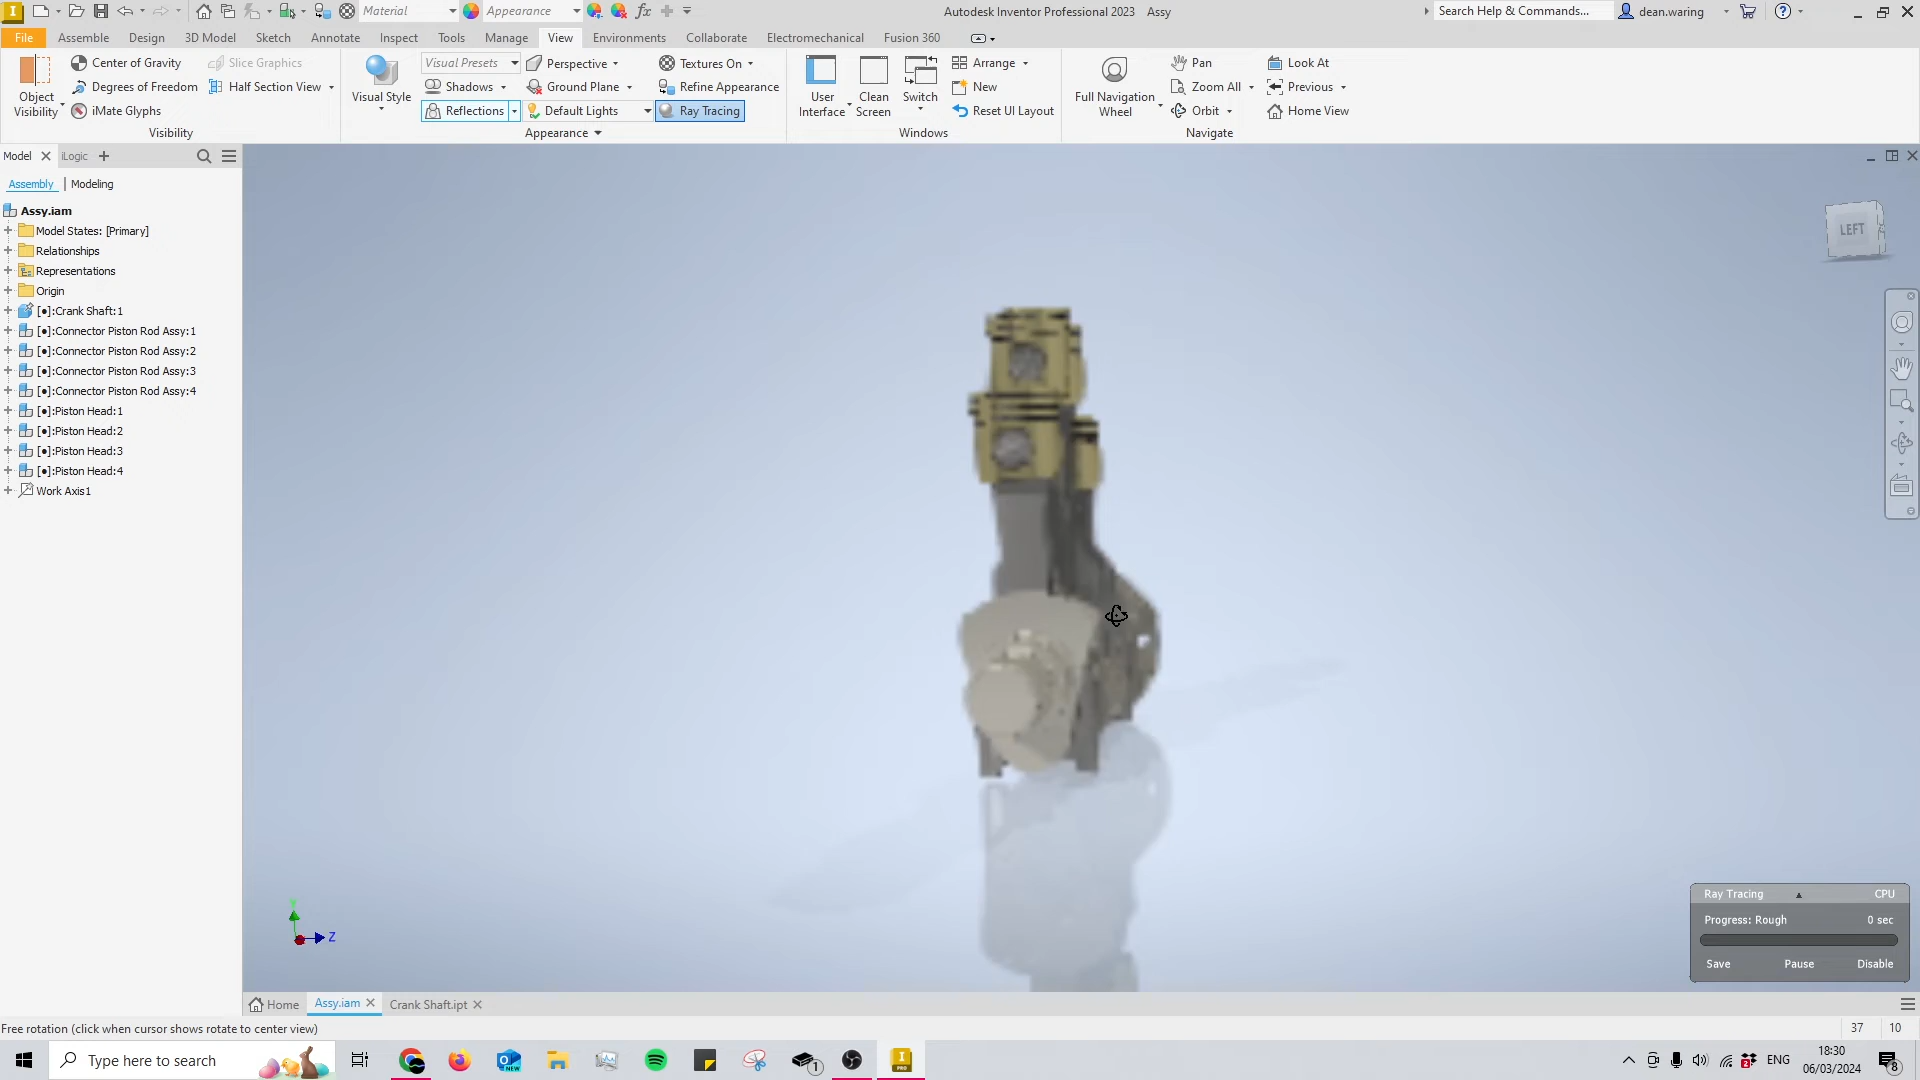 Material
Appearance
Autodesk Inventor Professional 2023 Assy
Search Help & Commands...
dean.waring
File Assemble Design 3D Model Sketch Annotate Inspect Tools Manage View Environments Collaborate Electromechanical Fusion 360
Object Visibility
Center of Gravity
Degrees of Freedom
iMate Glyphs
Slice Graphics
Half Section View
Visibility
Visual Style
Visual Presets
Shadows
Reflections
Perspective
Ground Plane
Default Lights
Textures On
Refine Appearance
Ray Tracing
Appearance
User Interface
Clean Screen
Switch
Arrange
New
Reset UI Layout
Windows
Full Navigation Wheel
Pan
Zoom All
Orbit
Look At
Previous
Home View
Navigate
Model
iLogic
Assembly | Modeling
Assy.iam
Model States: [Primary]
Relationships
Representations
Origin
[●]:Crank Shaft:1
[●]:Connector Piston Rod Assy:1
[●]:Connector Piston Rod Assy:2
[●]:Connector Piston Rod Assy:3
[●]:Connector Piston Rod Assy:4
[●]:Piston Head:1
[●]:Piston Head:2
[●]:Piston Head:3
[●]:Piston Head:4
Work Axis1
LEFT
Y
Z
Ray Tracing CPU
Progress: Rough 0 sec
Save Pause Disable
Home Assy.iam Crank Shaft.ipt
Free rotation (click when cursor shows rotate to center view)
37 10
Type here to search
ENG
18:30
06/03/2024